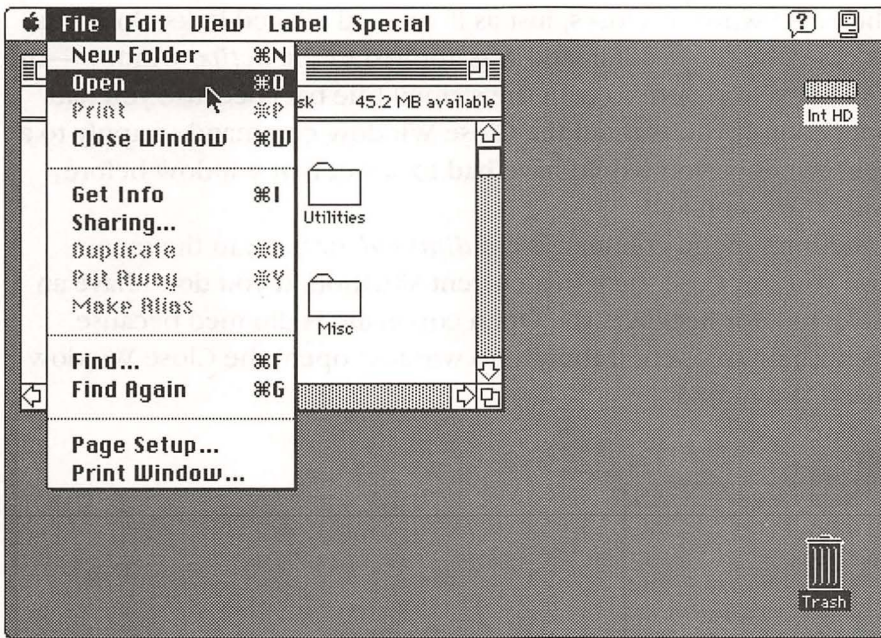 File Edit View Label Special
New Folder ⌘N
Open ⌘O
Print ⌘P
Close Window ⌘W
Get Info ⌘I
Sharing...
Duplicate ⌘D
Put Away ⌘Y
Make Alias
Find... ⌘F
Find Again ⌘G
Page Setup...
Print Window...
sk 45.2 MB available
Utilities
Misc
Int HD
Trash